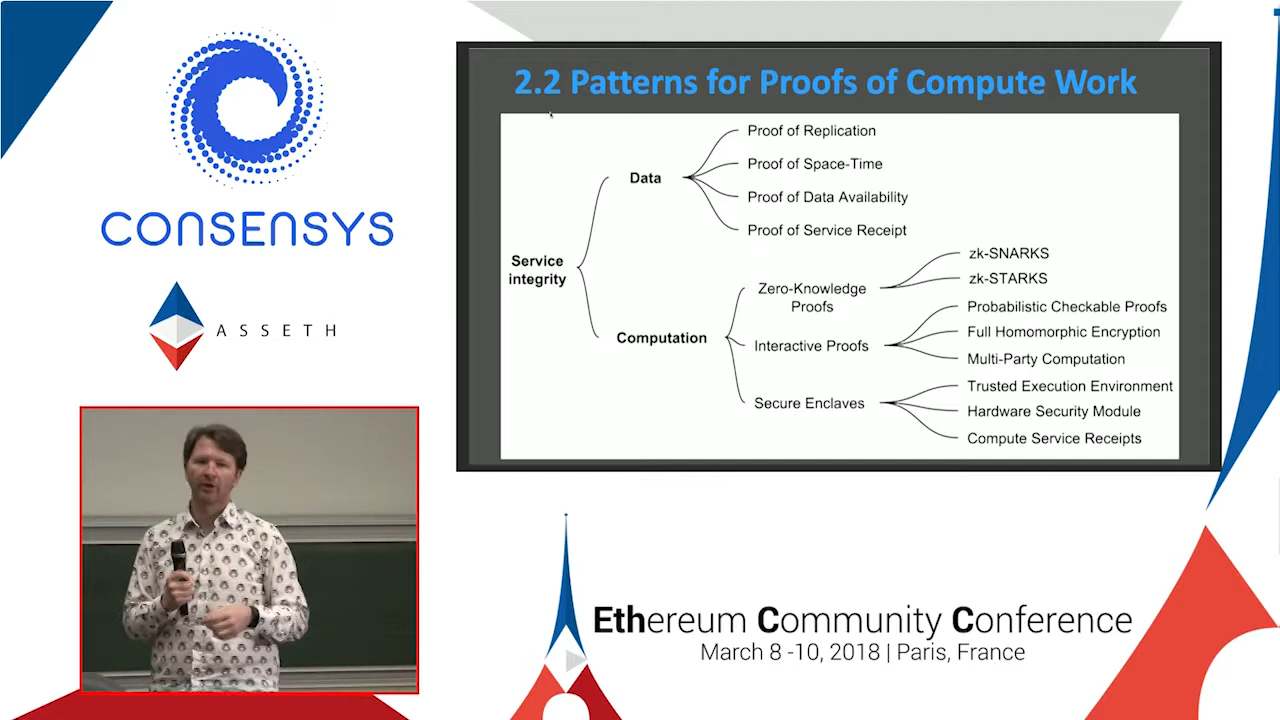 CONSENSYS
ASSETH
2.2 Patterns for Proofs of Compute Work
Service
integrity
Data
Proof of Replication
Proof of Space-Time
Proof of Data Availability
Proof of Service Receipt
Computation
Zero-Knowledge
Proofs
zk-SNARKS
zk-STARKS
Interactive Proofs
Probabilistic Checkable Proofs
Full Homomorphic Encryption
Multi-Party Computation
Secure Enclaves
Trusted Execution Environment
Hardware Security Module
Compute Service Receipts
Ethereum Community Conference
March 8 -10, 2018 | Paris, France